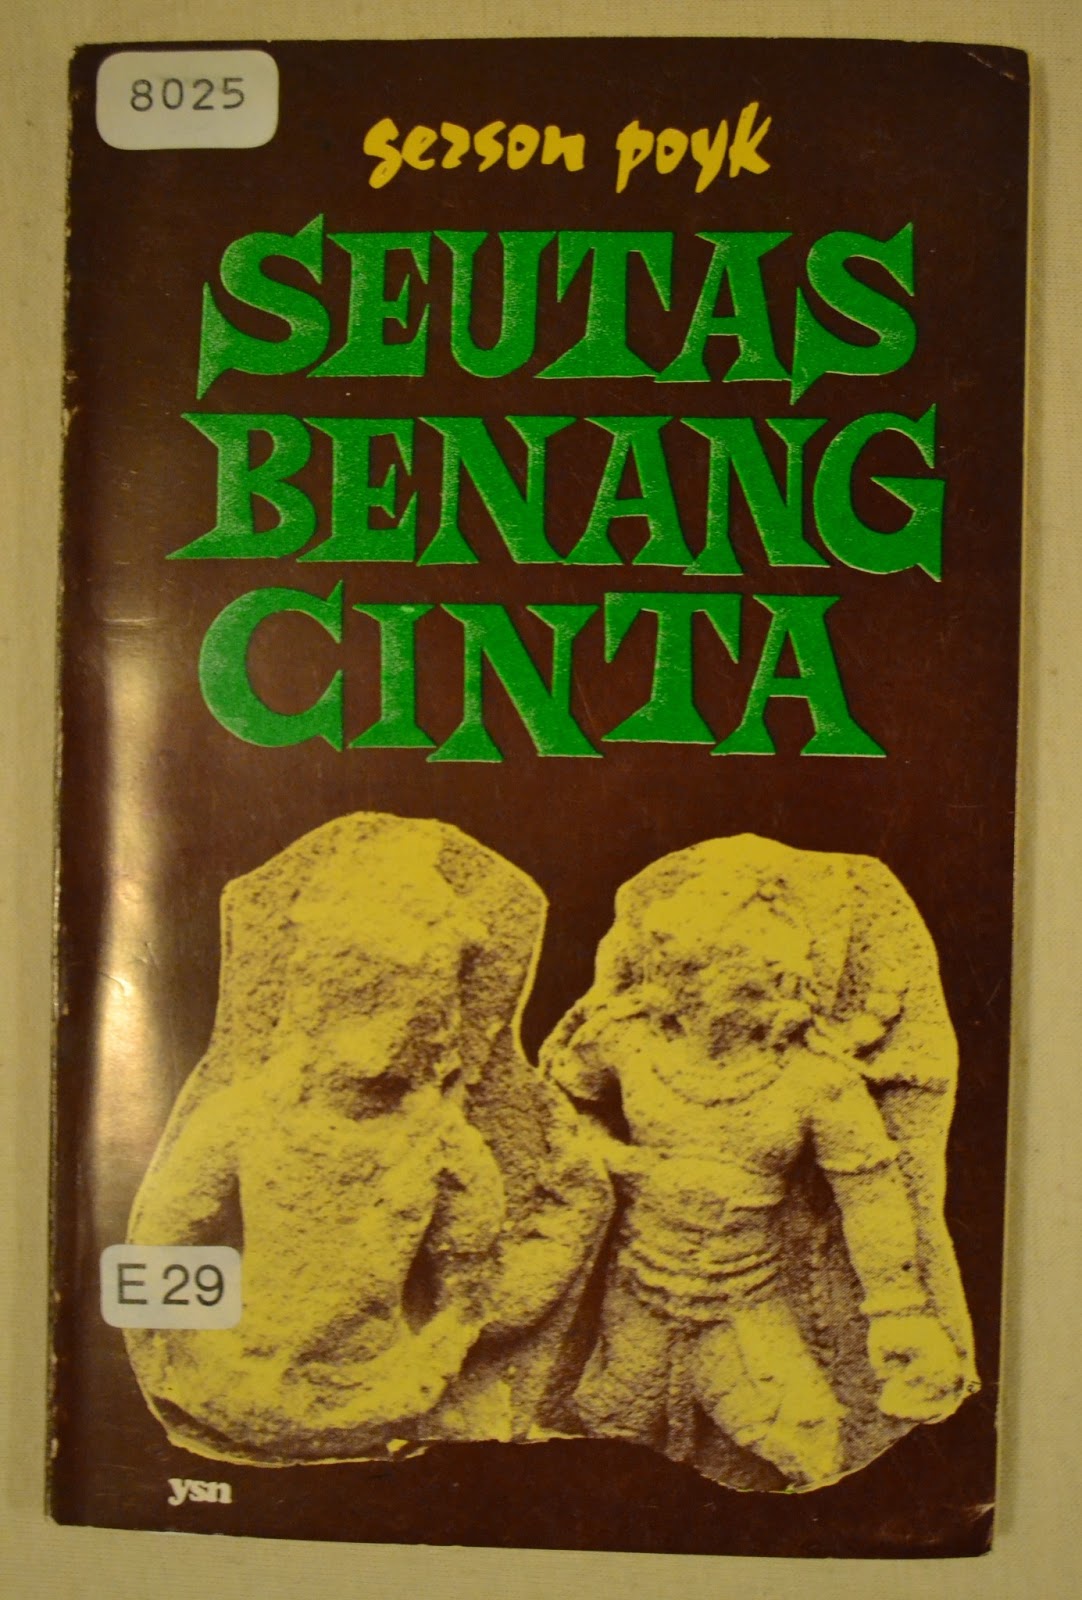 8025
gerson poyk
SEUTAS
BENANG
CINTA
E 29
ysn